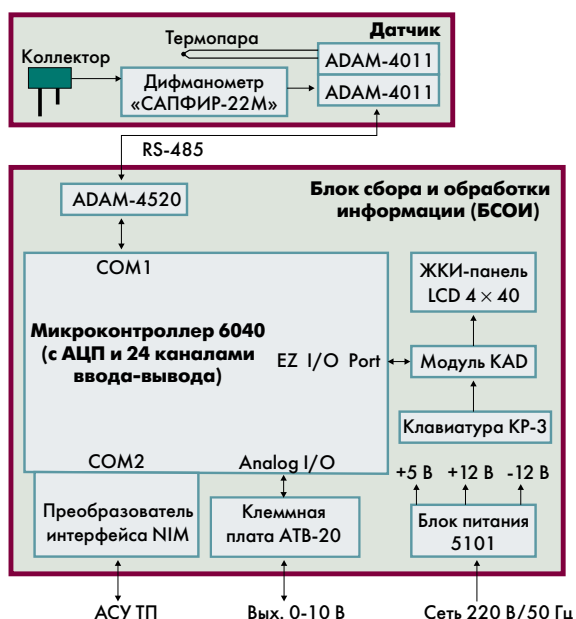 Датчик
Термопара
ADAM-4011
Коллектор
Дифманометр
«САПФИР-22М»
ADAM-4011
RS-485
ADAM-4520
Блок сбора и обработки
информации (БСОИ)
COM1
ЖКИ-панель
LCD 4 × 40
Микроконтроллер 6040
(с АЦП и 24 каналами
ввода-вывода)
EZ I/O Port
Модуль KAD
Клавиатура КР-3
COM2
Analog I/O
+5 В +12 В -12 В
Преобразователь
интерфейса NIM
Клеммная
плата АТВ-20
Блок питания
5101
АСУ ТП
Вых. 0-10 В
Сеть 220 В/50 Гц